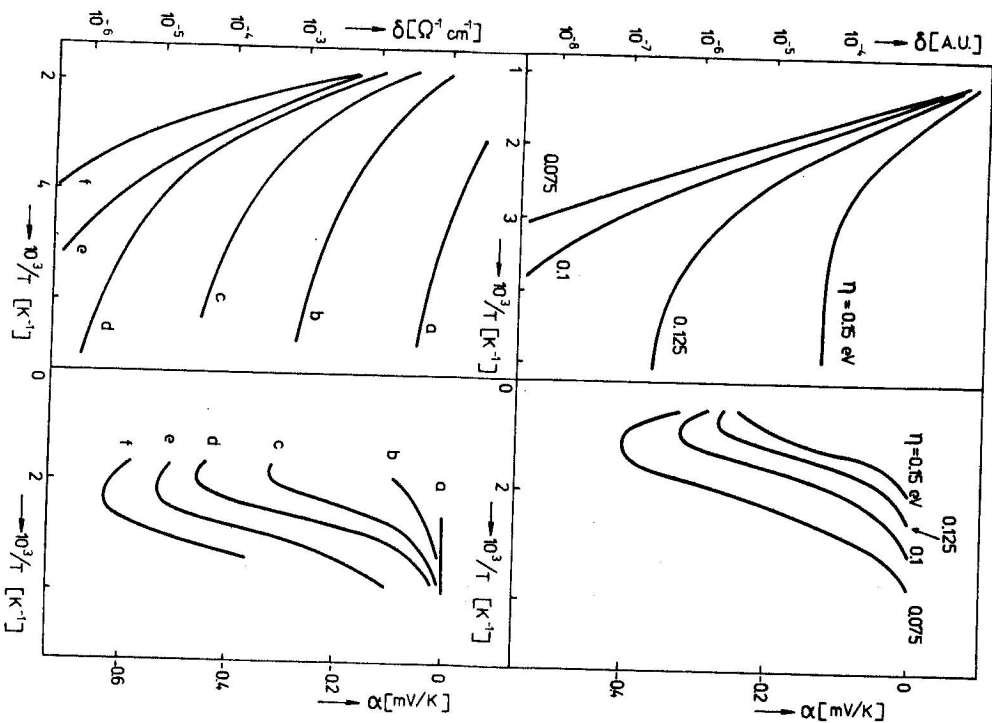 10⁻⁶
10⁻⁵
10⁻⁴
10⁻³
δ[Ω⁻¹ cm⁻¹]
10⁻⁸
10⁻⁷
10⁻⁶
10⁻⁵
10⁻⁴
δ[A.U.]
2
4
10³/T [K⁻¹]
a
b
c
d
e
f
1
2
3
10³/T [K⁻¹]
0.075
0.1
0.125
η = 0.15 eV
0
2
10³/T [K⁻¹]
f
e
d
c
b
a
-0.6
-0.4
-0.2
0
α[mV/K]
0
2
10³/T [K⁻¹]
η=0.15 eV
0.125
0.1
0.075
-0.4
-0.2
0
α[mV/K]